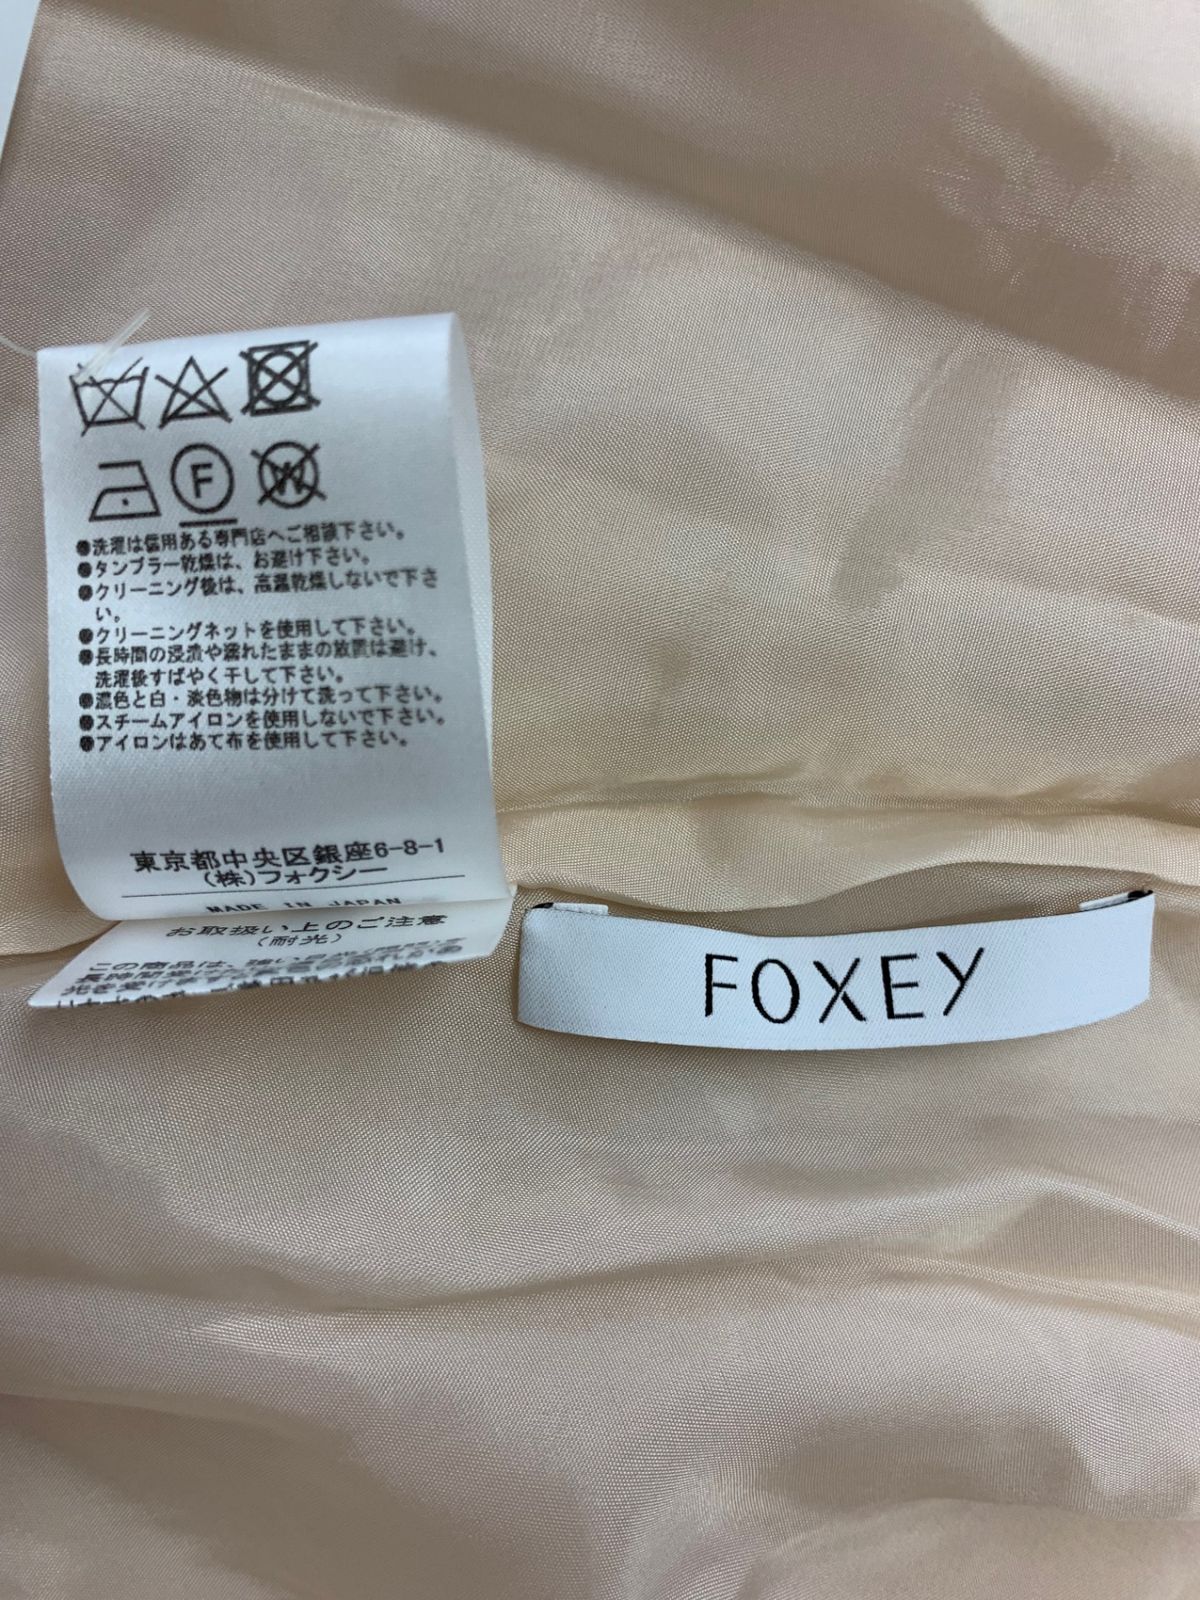 F
W
●洗濯は信用ある専門店へご相談下さい。
●タンブラー乾燥は、お避け下さい。
●クリーニング後は、高温乾燥しないで下さ
い。
●クリーニングネットを使用して下さい。
●長時間の浸漬や濡れたままの放置は避け、
洗濯後すばやく干して下さい。
●濃色と白・淡色物は分けて洗って下さい。
●スチームアイロンを使用しないで下さい。
●アイロンはあて布を使用して下さい。
東京都中央区銀座6-8-1
(株)フォクシー
MADE IN JAPAN
お取扱い上のご注意
(耐光)
この商品は、強い日光
FOXEY